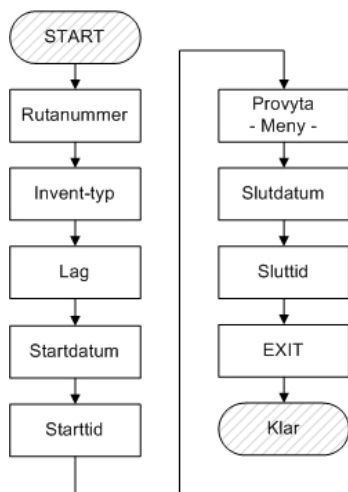 START
Rutanummer
Invent-typ
Lag
Startdatum
Starttid
Provyta
- Meny -
Slutdatum
Sluttid
EXIT
Klar